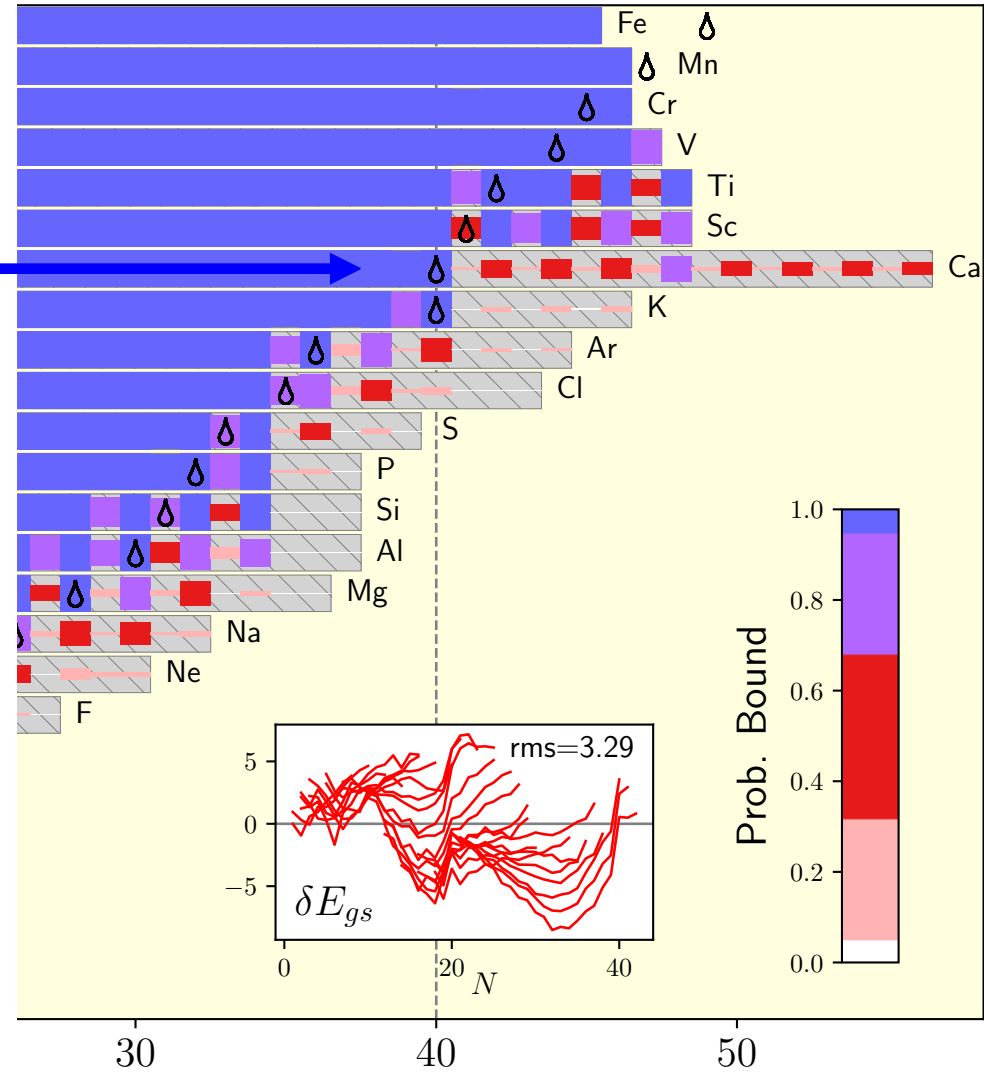 Fe
Mn
Cr
V
Ti
Sc
Ca
K
Ar
Cl
S
P
Si
Al
Mg
Na
Ne
F
1.0
0.8
0.6
0.4
0.2
0.0
Prob. Bound
rms=3.29
5
0
−5
δE_{gs}
0
20
40
N
30
40
50